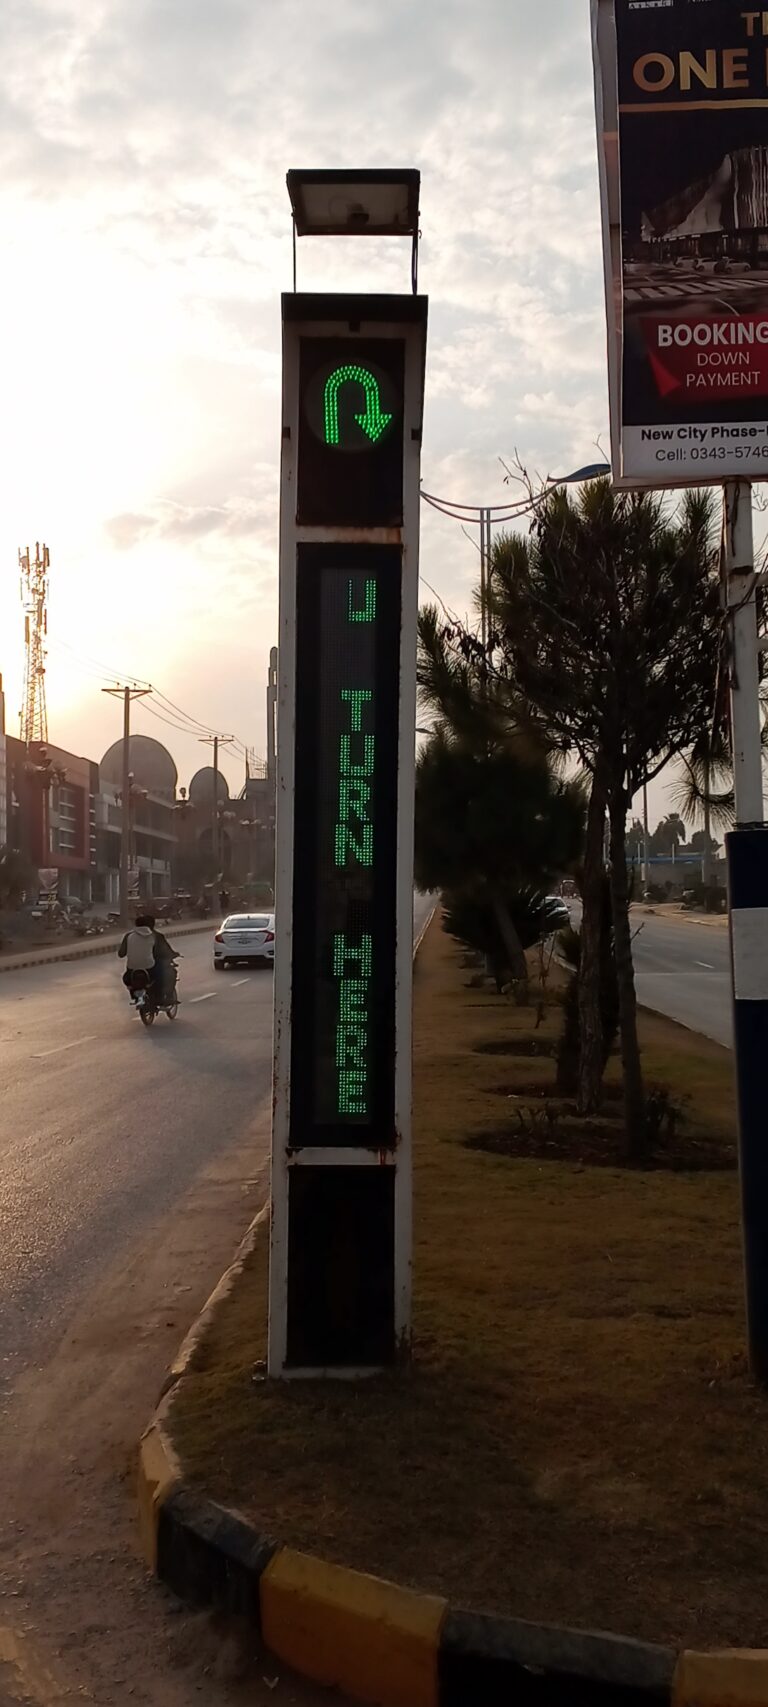 U TURN HERE
ONE
BOOKING
DOWN
PAYMENT
New City Phase-
Cell: 0343-5746